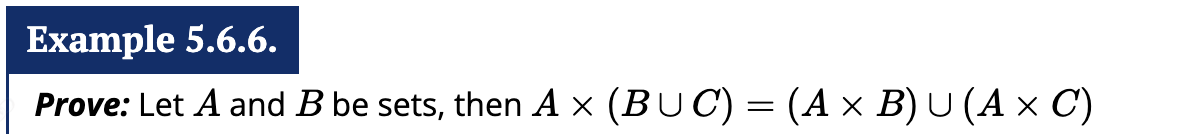 Example 5.6.6.
Prove: Let A and B be sets, then A × (B ∪ C) = (A × B) ∪ (A × C)